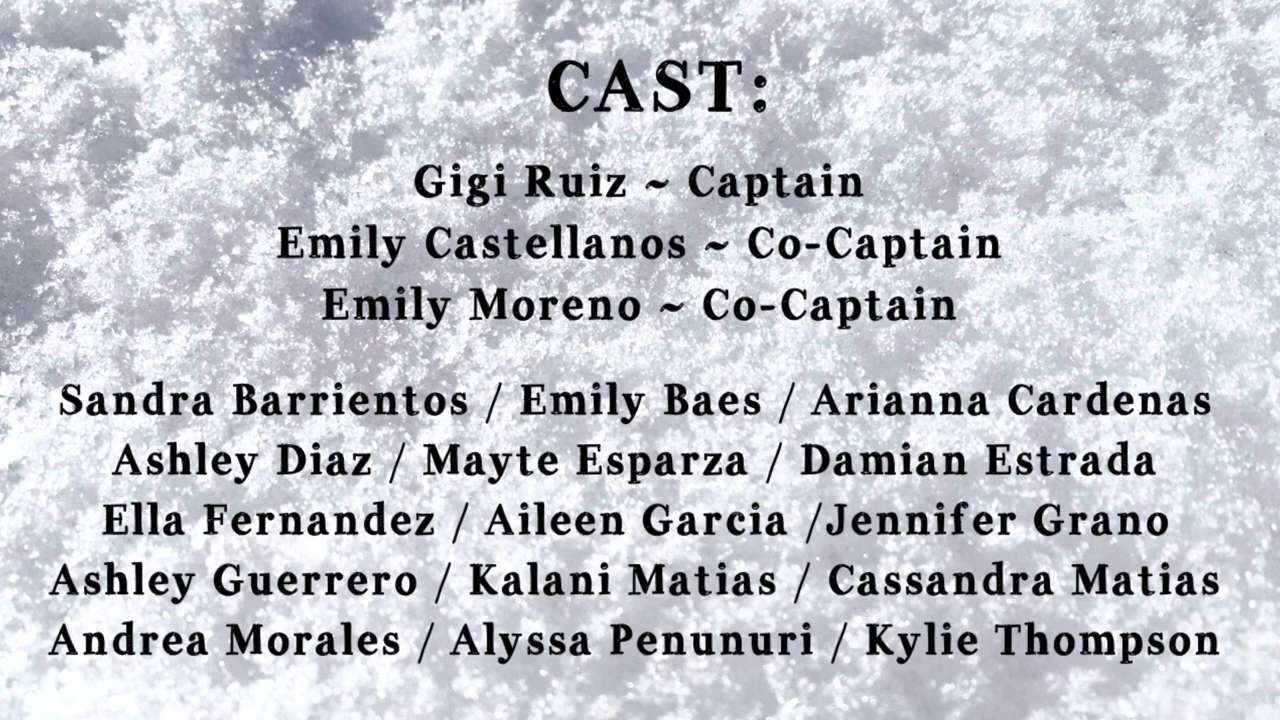 CAST:
Gigi Ruiz ~ Captain
Emily Castellanos ~ Co-Captain
Emily Moreno ~ Co-Captain
Sandra Barrientos / Emily Baes / Arianna Cardenas
Ashley Diaz / Mayte Esparza / Damian Estrada
Ella Fernandez / Aileen Garcia /Jennifer Grano
Ashley Guerrero / Kalani Matias / Cassandra Matias
Andrea Morales / Alyssa Penunuri / Kylie Thompson